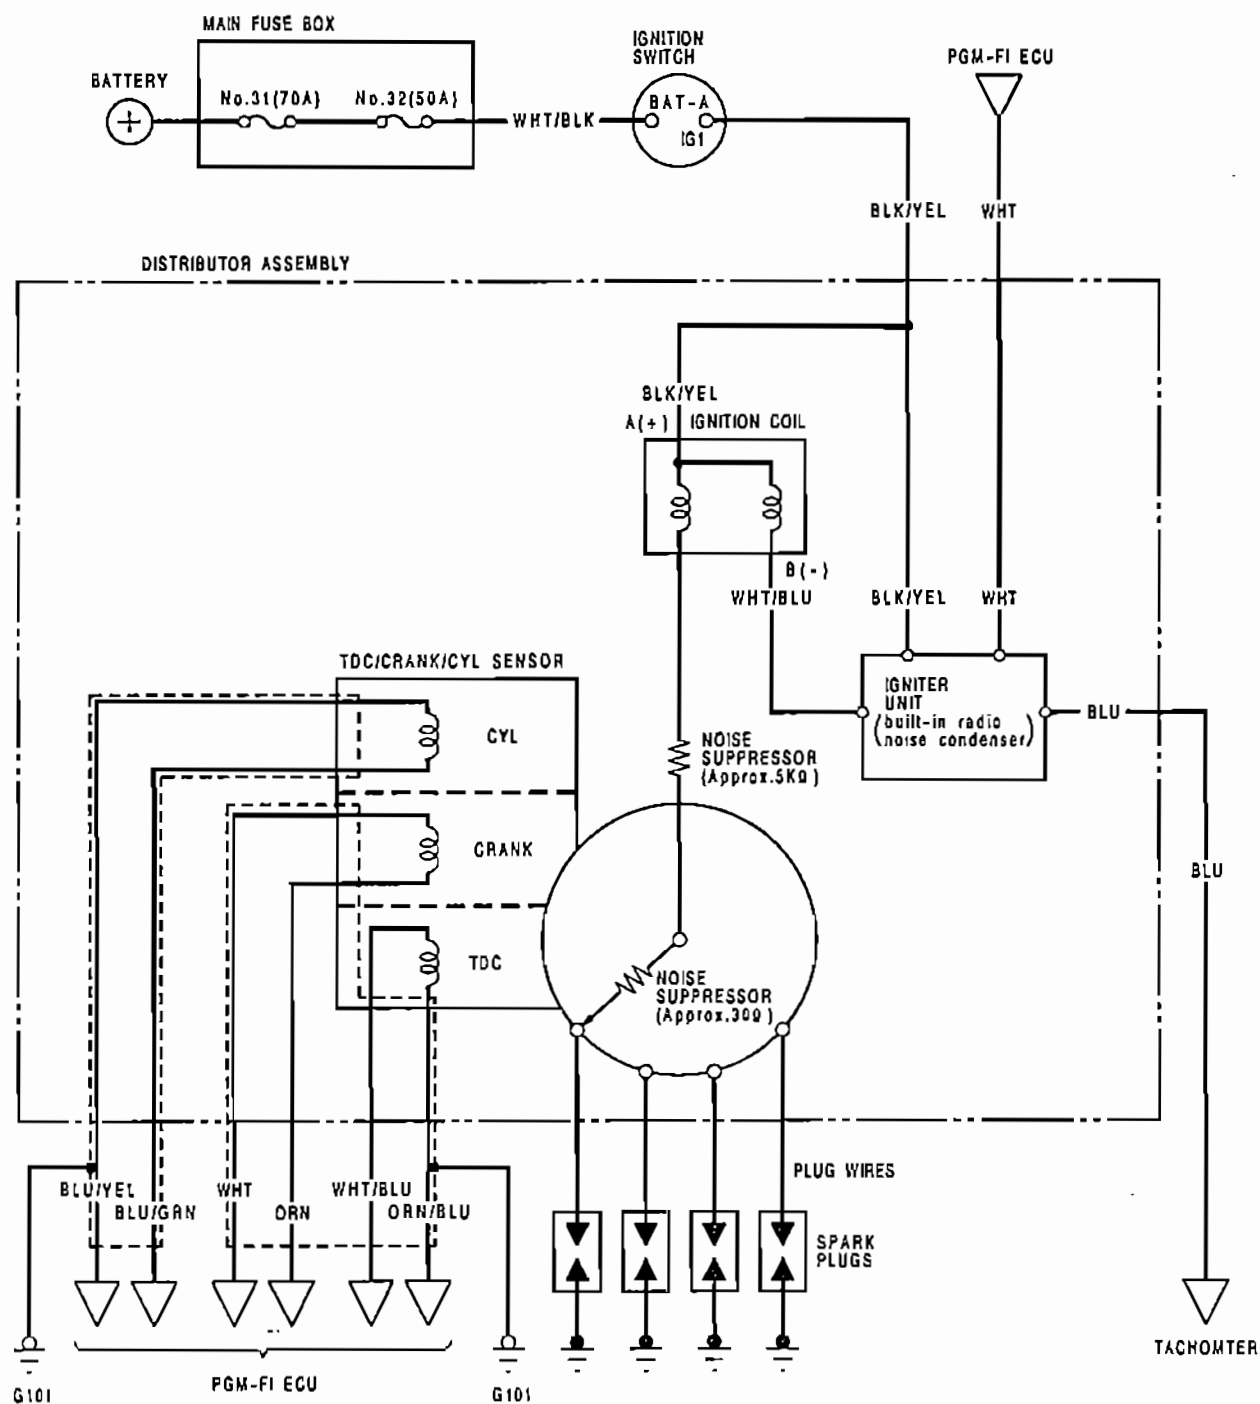 MAIN FUSE BOX
IGNITION
SWITCH
PGM-FI ECU
BATTERY
No.31(70A)
No.32(50A)
WHT/BLK
BAT-A
IG1
BLK/YEL
WHT
DISTRIBUTOR ASSEMBLY
BLK/YEL
A(+)
IGNITION COIL
B(-)
WHT/BLU
BLK/YEL
WHT
TDC/CRANK/CYL SENSOR
IGNITER
UNIT
(built-in radio
noise condenser)
BLU
CYL
NOISE
SUPPRESSOR
(Approx.5KΩ)
CRANK
BLU
TDC
NOISE
SUPPRESSOR
(Approx.30Ω)
PLUG WIRES
BLU/YEL
WHT
WHT/BLU
BLU/GRN
ORN
ORN/BLU
SPARK
PLUGS
TACHOMTER
PGM-FI ECU
G101
G101